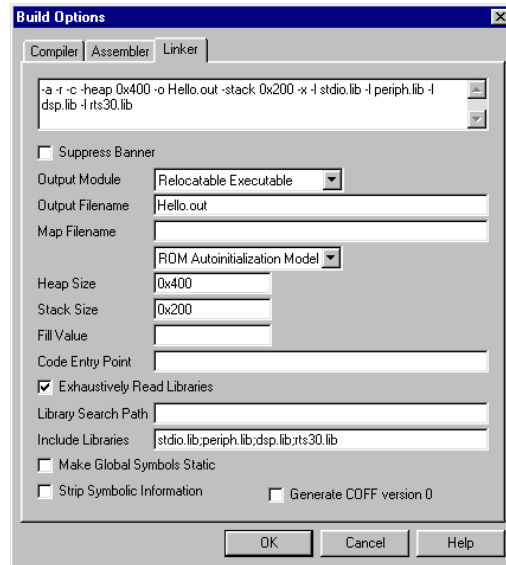 Build Options
Compiler Assembler Linker
-a -r -c -heap 0x400 -o Hello.out -stack 0x200 -x -l stdio.lib -l periph.lib -l
dsp.lib -l rts30.lib
Suppress Banner
Output Module Relocatable Executable
Output Filename Hello.out
Map Filename
ROM Autoinitialization Model
Heap Size 0x400
Stack Size 0x200
Fill Value
Code Entry Point
Exhaustively Read Libraries
Library Search Path
Include Libraries stdio.lib;periph.lib;dsp.lib;rts30.lib
Make Global Symbols Static
Strip Symbolic Information Generate COFF version 0
OK Cancel Help